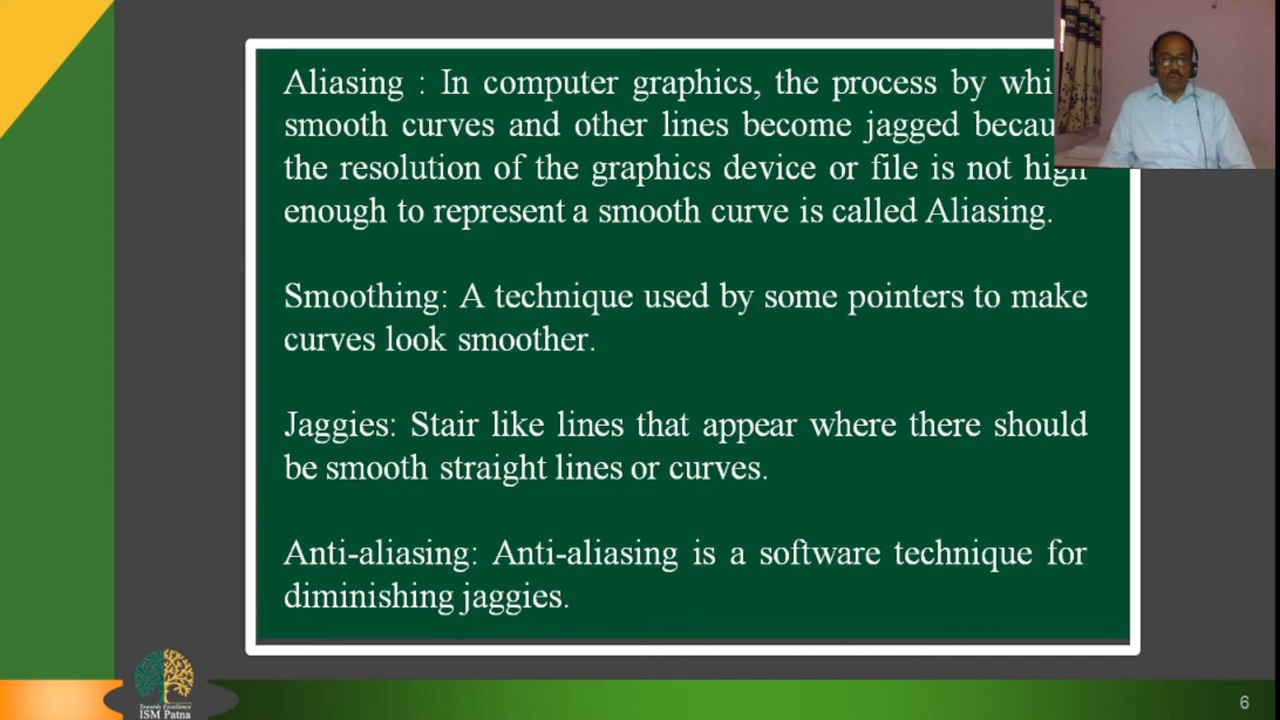 Aliasing : In computer graphics, the process by whi
smooth curves and other lines become jagged becau
the resolution of the graphics device or file is not high
enough to represent a smooth curve is called Aliasing.
Smoothing: A technique used by some pointers to make
curves look smoother.
Jaggies: Stair like lines that appear where there should
be smooth straight lines or curves.
Anti-aliasing: Anti-aliasing is a software technique for
diminishing jaggies.
Towards Excellence
ISM Patna
6